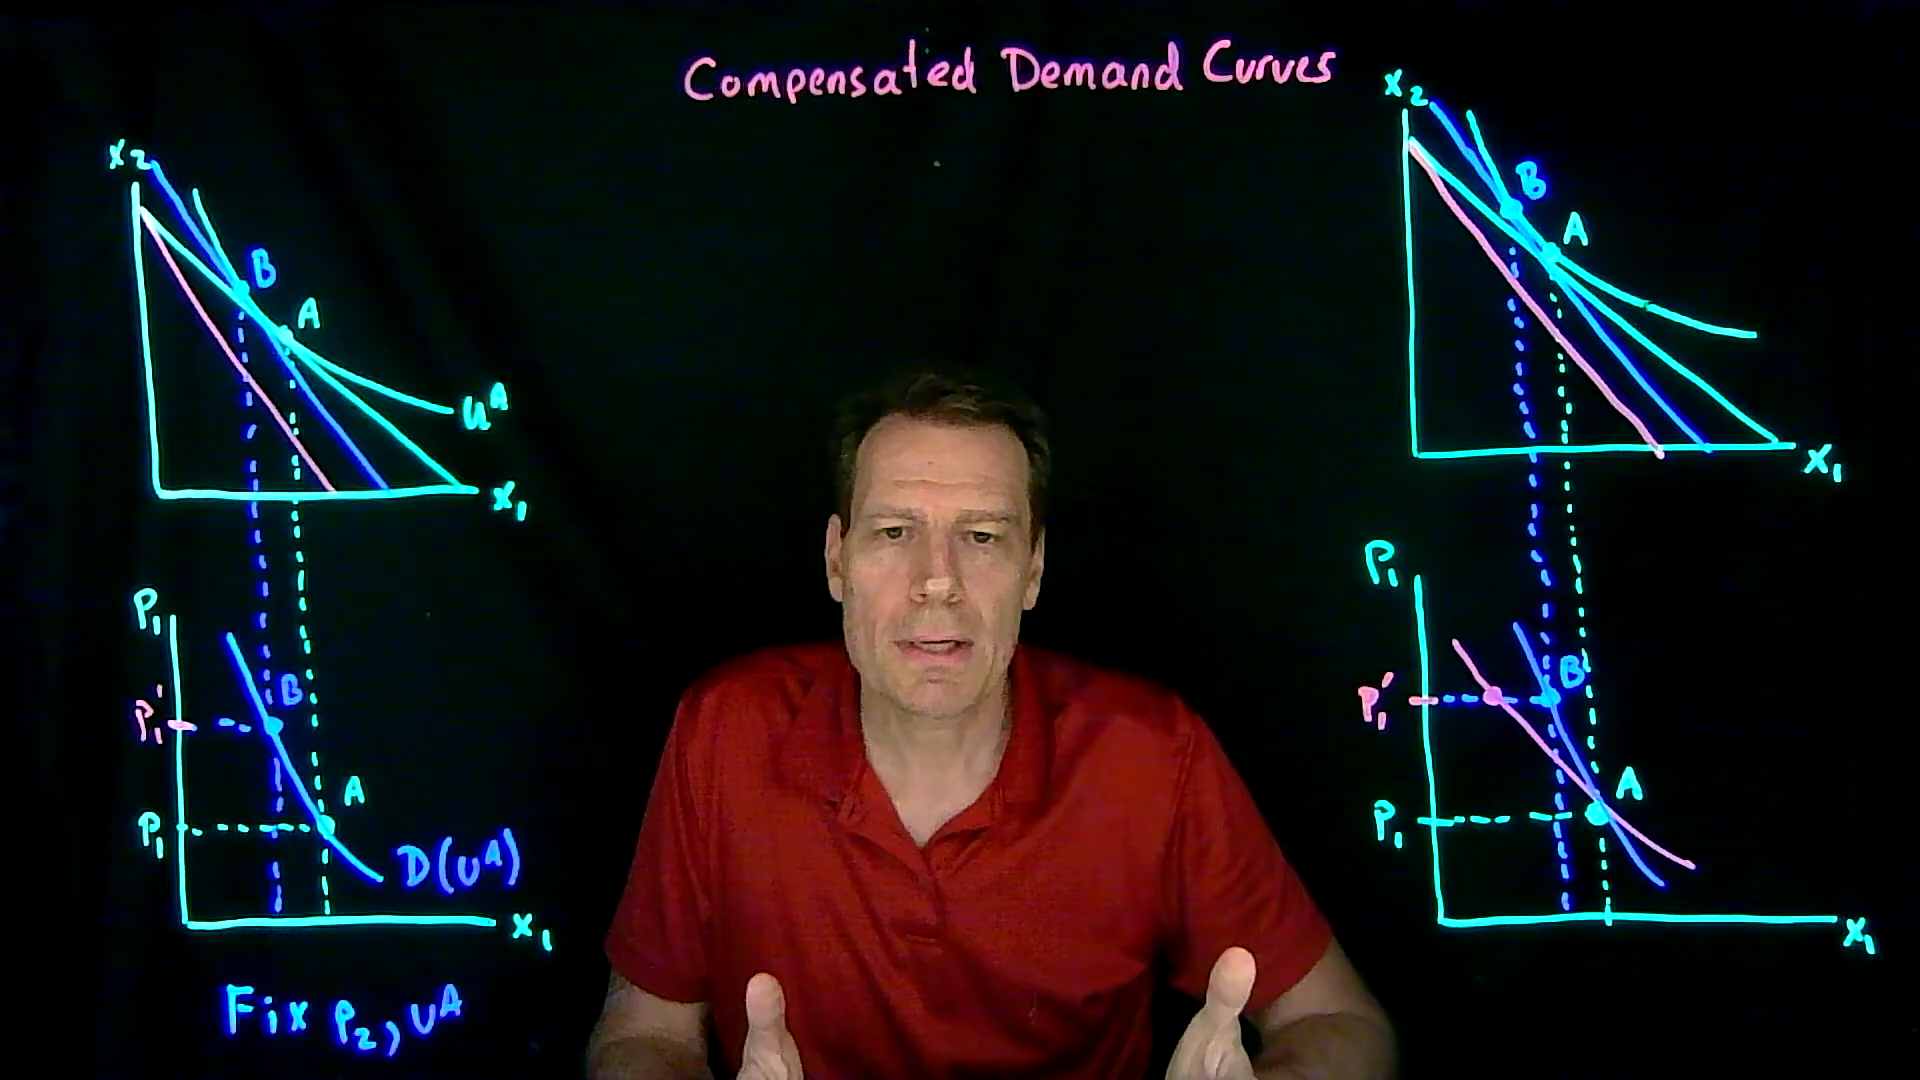 Compensated Demand Curves
x2
B
A
u^A
x1
P1
P1'
B
A
P1
D(u^A)
x1
Fix P2, u^A
x2
B
A
x1
P1
P1'
B
A
P1
x1